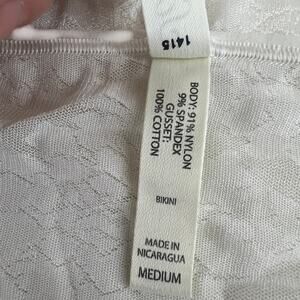 1415
BODY: 91% NYLON
9% SPANDEX
GUSSET:
100% COTTON
BIKINI
MADE IN
NICARAGUA
MEDIUM